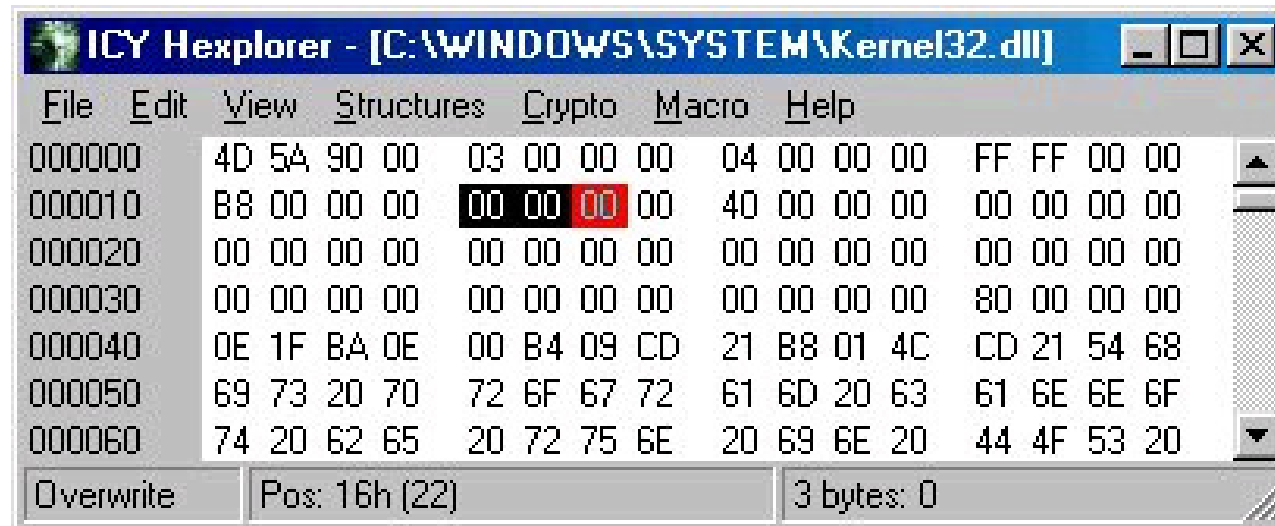 ICY Hexplorer - [C:\WINDOWS\SYSTEM\Kernel32.dll]
File Edit View Structures Crypto Macro Help
000000 4D 5A 90 00 03 00 00 00 04 00 00 00 FF FF 00 00
000010 B8 00 00 00 00 00 00 00 40 00 00 00 00 00 00 00
000020 00 00 00 00 00 00 00 00 00 00 00 00 00 00 00 00
000030 00 00 00 00 00 00 00 00 00 00 00 00 80 00 00 00
000040 0E 1F BA 0E 00 B4 09 CD 21 B8 01 4C CD 21 54 68
000050 69 73 20 70 72 6F 67 72 61 6D 20 63 61 6E 6E 6F
000060 74 20 62 65 20 72 75 6E 20 69 6E 20 44 4F 53 20
Overwrite Pos: 16h (22) 3 bytes: 0